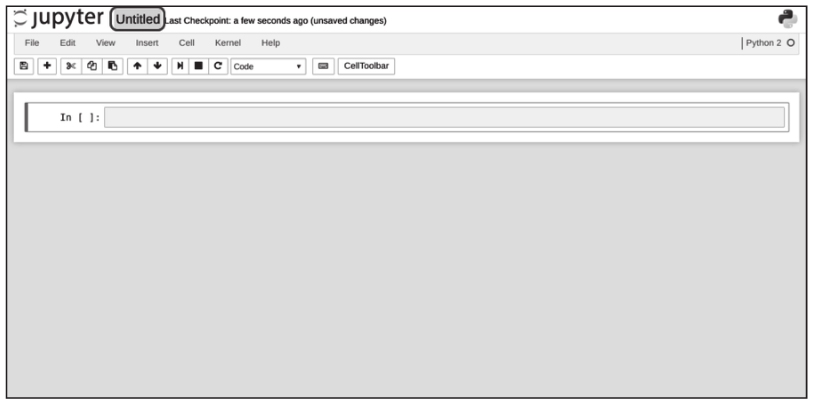 jupyter Untitled Last Checkpoint: a few seconds ago (unsaved changes)
File Edit View Insert Cell Kernel Help Python 2
Code CellToolbar
In [ ]: